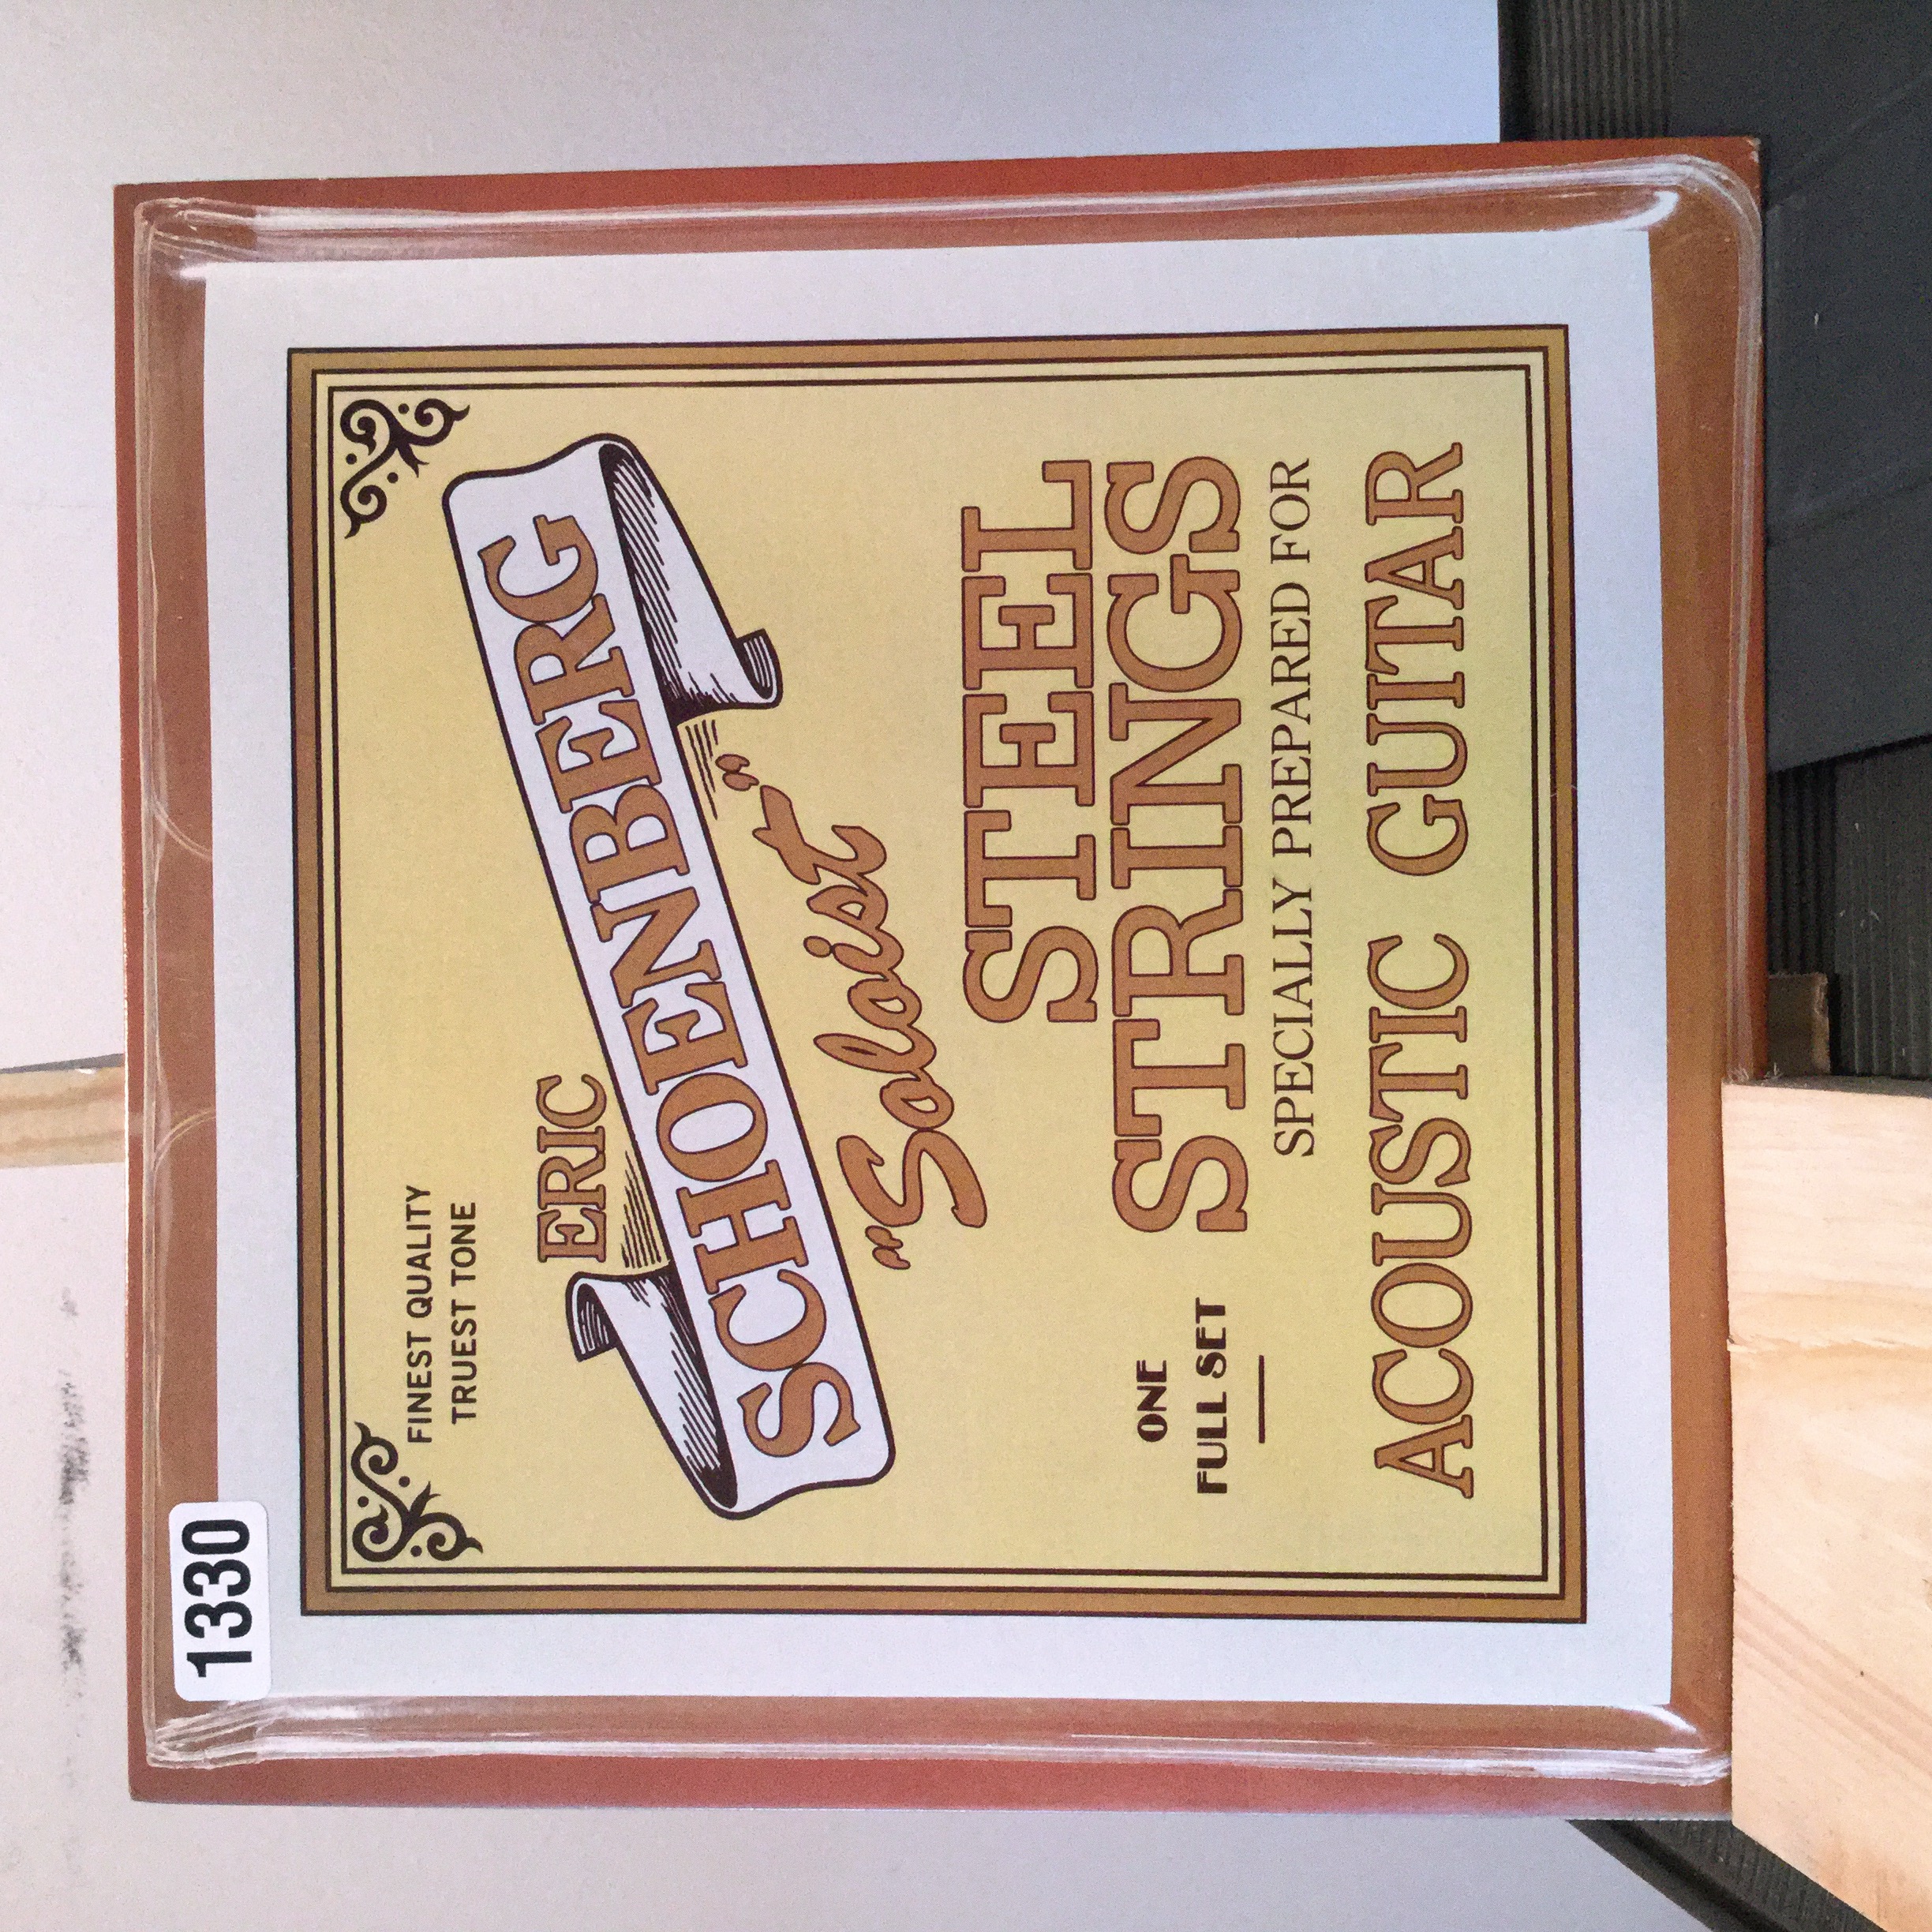 1330
FINEST QUALITY
TRUEST TONE
ERIC
SCHOENBERG
"Soloist"
STEEL
STRINGS
ONE
FULL SET
SPECIALLY PREPARED FOR
ACOUSTIC GUITAR